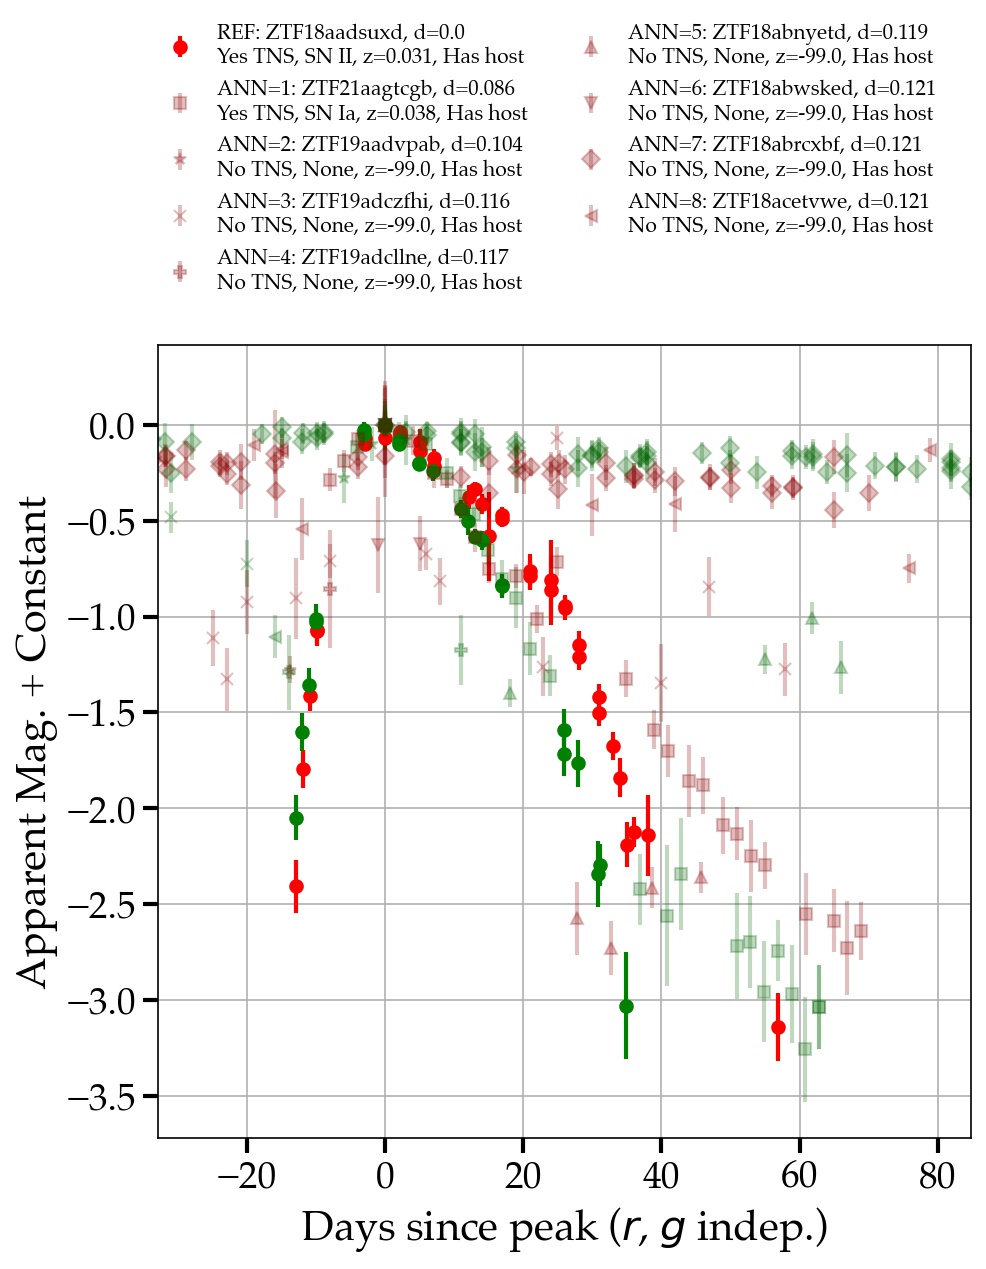 REF: ZTF18aadsuxd, d=0.0
Yes TNS, SN II, z=0.031, Has host
ANN=1: ZTF21aagtcgb, d=0.086
Yes TNS, SN Ia, z=0.038, Has host
ANN=2: ZTF19aadvpab, d=0.104
No TNS, None, z=-99.0, Has host
ANN=3: ZTF19adczfhi, d=0.116
No TNS, None, z=-99.0, Has host
ANN=4: ZTF19adcllne, d=0.117
No TNS, None, z=-99.0, Has host
ANN=5: ZTF18abnyetd, d=0.119
No TNS, None, z=-99.0, Has host
ANN=6: ZTF18abwsked, d=0.121
No TNS, None, z=-99.0, Has host
ANN=7: ZTF18abrcxbf, d=0.121
No TNS, None, z=-99.0, Has host
ANN=8: ZTF18acetvwe, d=0.121
No TNS, None, z=-99.0, Has host
Apparent Mag. + Constant
0.0
−0.5
−1.0
−1.5
−2.0
−2.5
−3.0
−3.5
−20 0 20 40 60 80
Days since peak (r, g indep.)